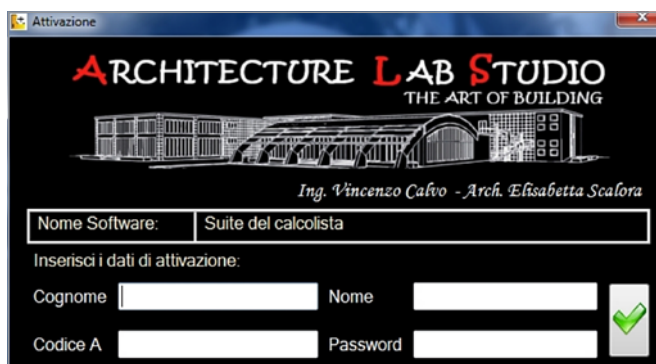 Attivazione
ARCHITECTURE LAB STUDIO
THE ART OF BUILDING
Ing. Vincenzo Calvo - Arch. Elisabetta Scalora
Nome Software: Suite del calcolista
Inserisci i dati di attivazione:
Cognome Nome
Codice A Password